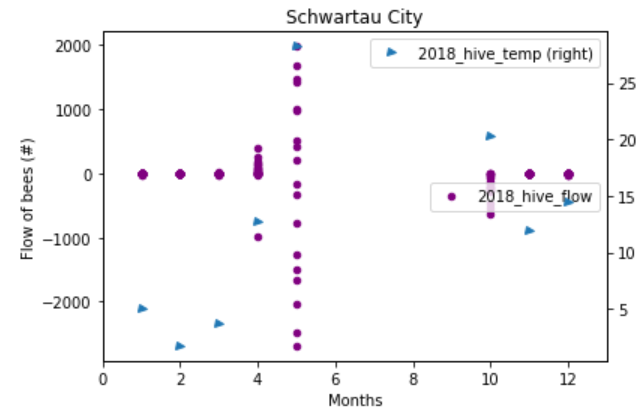 Schwartau City
2018_hive_temp (right)
2018_hive_flow
Flow of bees (#)
2000
1000
0
−1000
−2000
25
20
15
10
5
0 2 4 6 8 10 12
Months